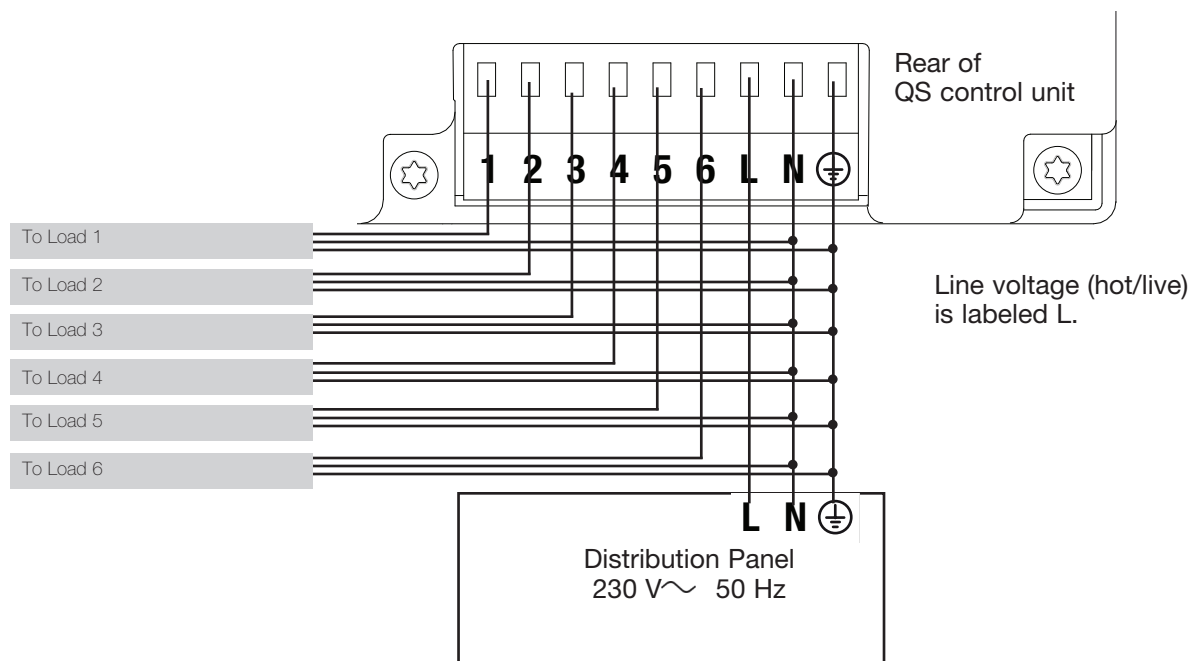 Rear of
QS control unit
1 2 3 4 5 6 L N
To Load 1
To Load 2
To Load 3
To Load 4
To Load 5
To Load 6
Line voltage (hot/live)
is labeled L.
L N
Distribution Panel
230 V~ 50 Hz